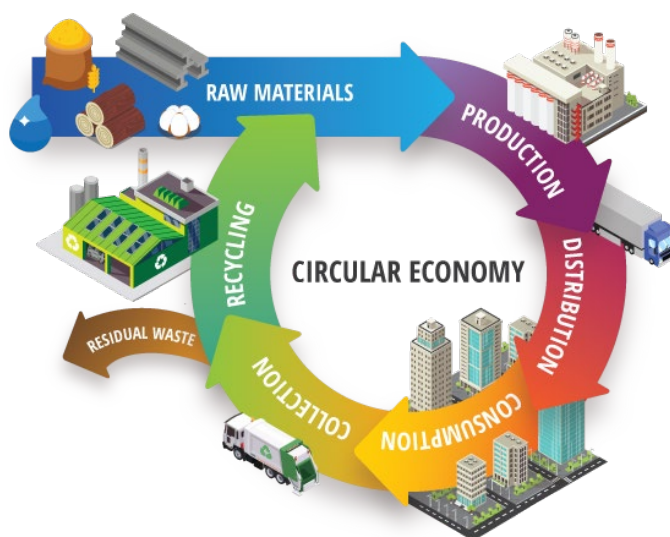 RAW MATERIALS
PRODUCTION
DISTRIBUTION
CONSUMPTION
COLLECTION
RECYCLING
RESIDUAL WASTE
CIRCULAR ECONOMY